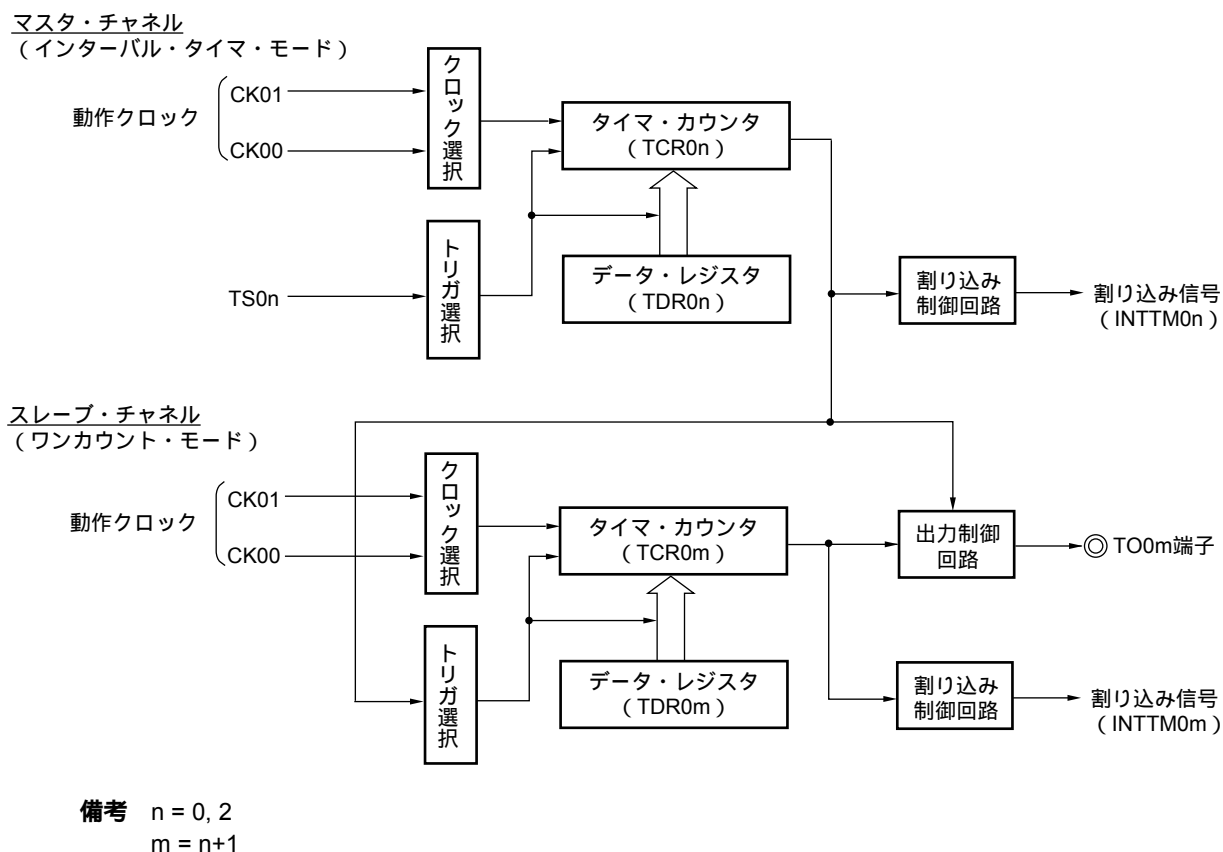 マスタ・チャネル
（インターバル・タイマ・モード）
動作クロック
CK01
CK00
クロック選択
タイマ・カウンタ
（TCR0n）
TS0n
トリガ選択
データ・レジスタ
（TDR0n）
割り込み
制御回路
割り込み信号
（INTTM0n）
スレーブ・チャネル
（ワンカウント・モード）
動作クロック
CK01
CK00
クロック選択
タイマ・カウンタ
（TCR0m）
出力制御
回路
TO0m端子
トリガ選択
データ・レジスタ
（TDR0m）
割り込み
制御回路
割り込み信号
（INTTM0m）
備考 n = 0, 2
m = n+1